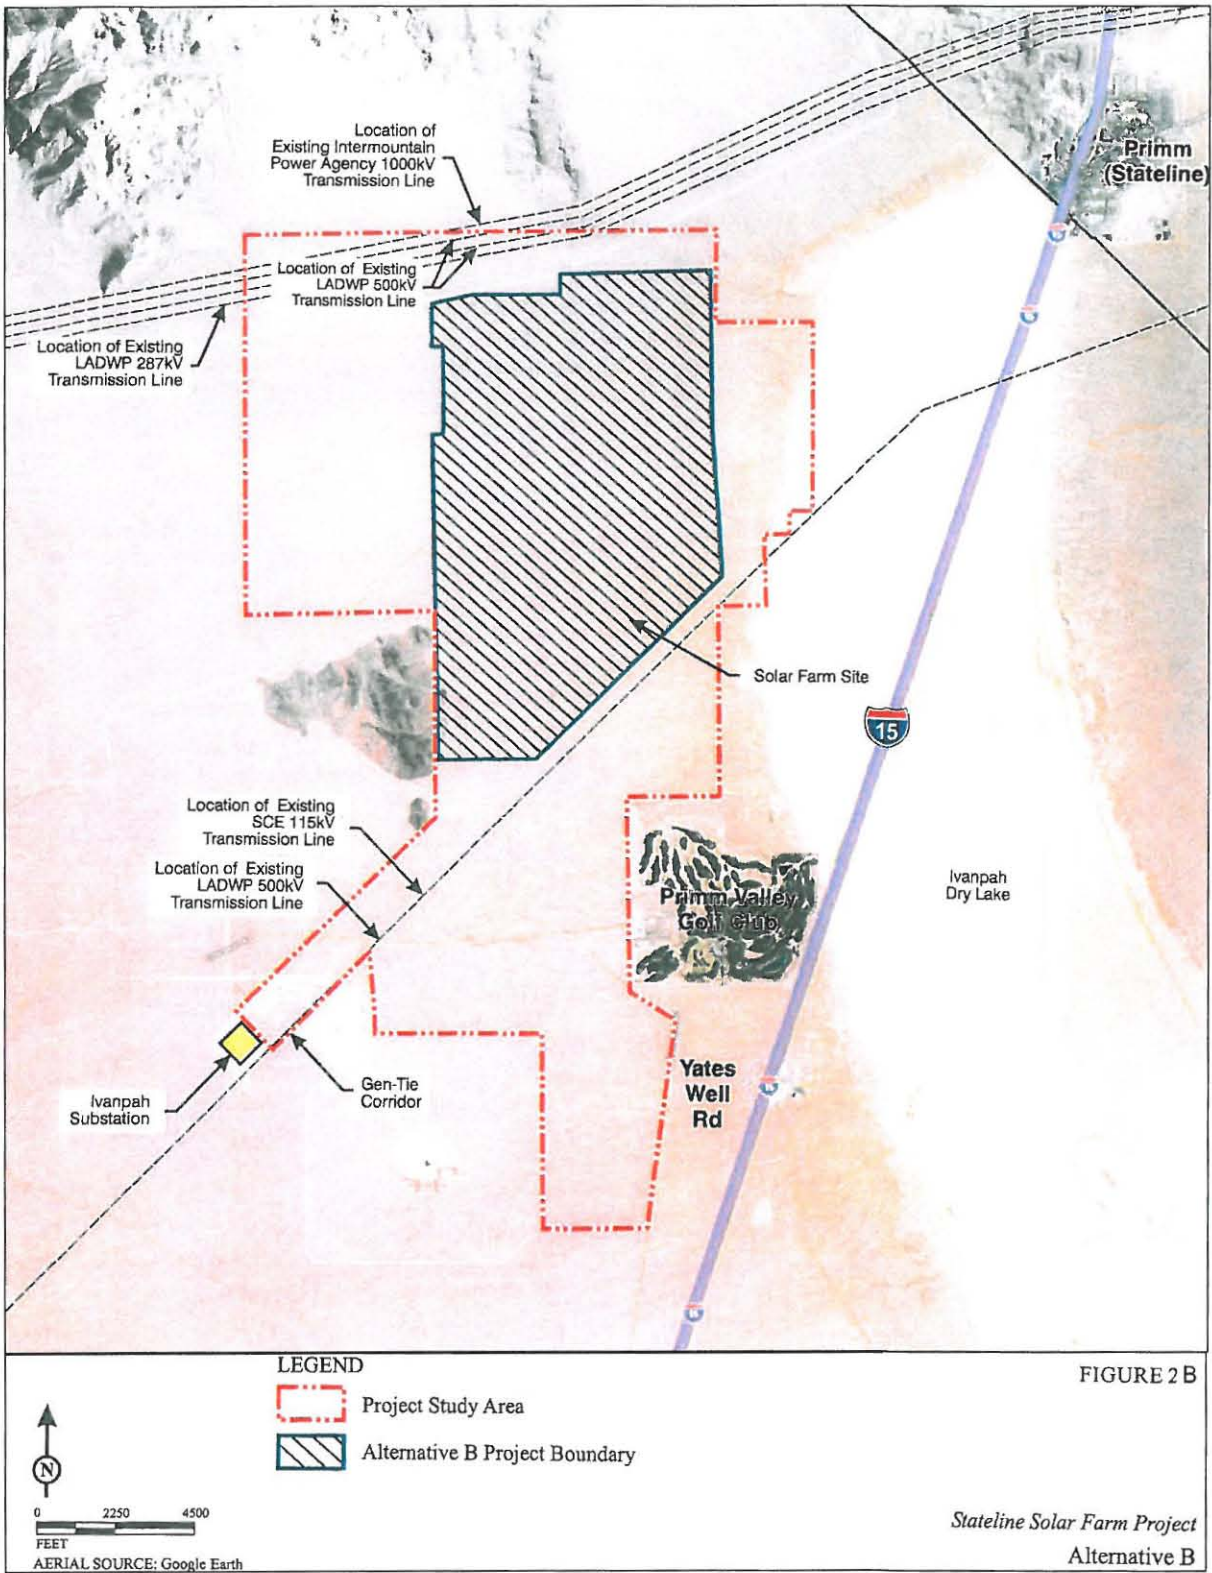 Location of
Existing Intermountain
Power Agency 1000kV
Transmission Line
Primm
(Stateline)
Location of Existing
LADWP 500kV
Transmission Line
Location of Existing
LADWP 287kV
Transmission Line
Solar Farm Site
15
Location of Existing
SCE 115kV
Transmission Line
Location of Existing
LADWP 500kV
Transmission Line
Primm Valley
Golf Club
Ivanpah
Dry Lake
Ivanpah
Substation
Gen-Tie
Corridor
Yates
Well
Rd
LEGEND
Project Study Area
Alternative B Project Boundary
FIGURE 2 B
N
0 2250 4500
FEET
AERIAL SOURCE: Google Earth
Stateline Solar Farm Project
Alternative B